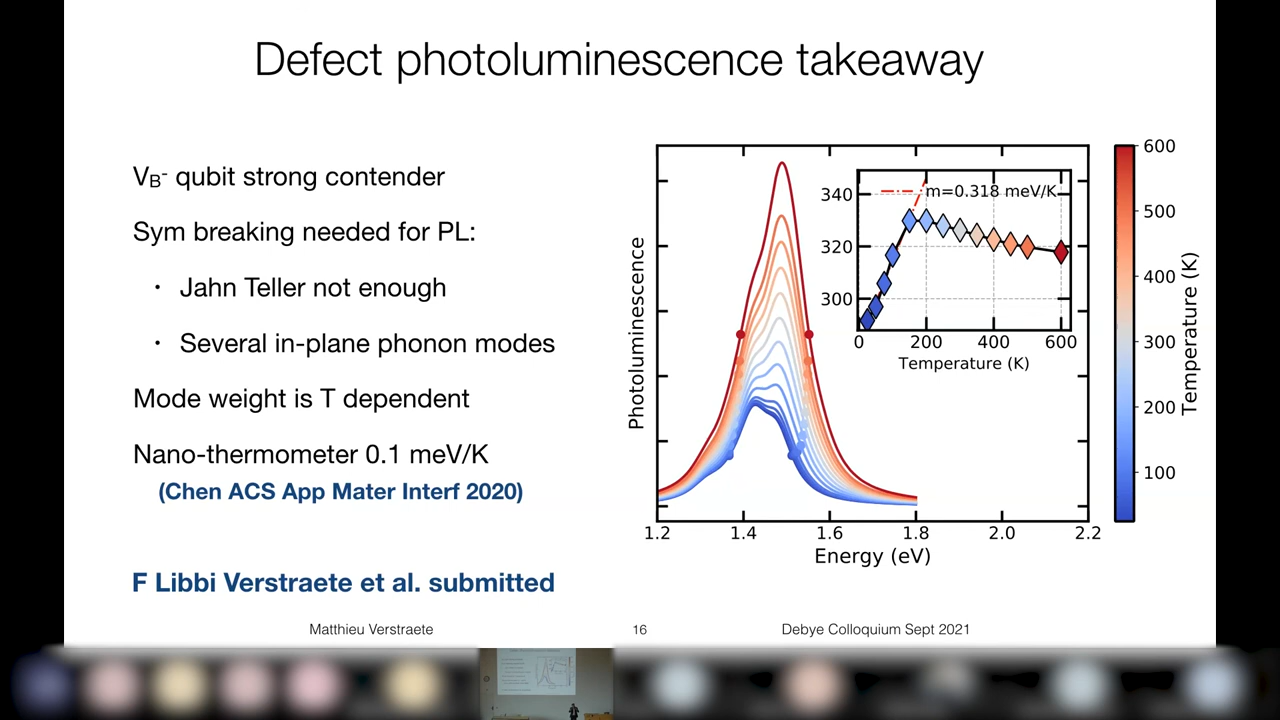 Defect photoluminescence takeaway
V_B^- qubit strong contender
Sym breaking needed for PL:
• Jahn Teller not enough
• Several in-plane phonon modes
Mode weight is T dependent
Nano-thermometer 0.1 meV/K
(Chen ACS App Mater Interf 2020)
F Libbi Verstraete et al. submitted
Photoluminescence
1.2 1.4 1.6 1.8 2.0 2.2
Energy (eV)
m=0.318 meV/K
340
320
300
0 200 400 600
Temperature (K)
600
500
400
300
200
100
Temperature (K)
Matthieu Verstraete 16 Debye Colloquium Sept 2021